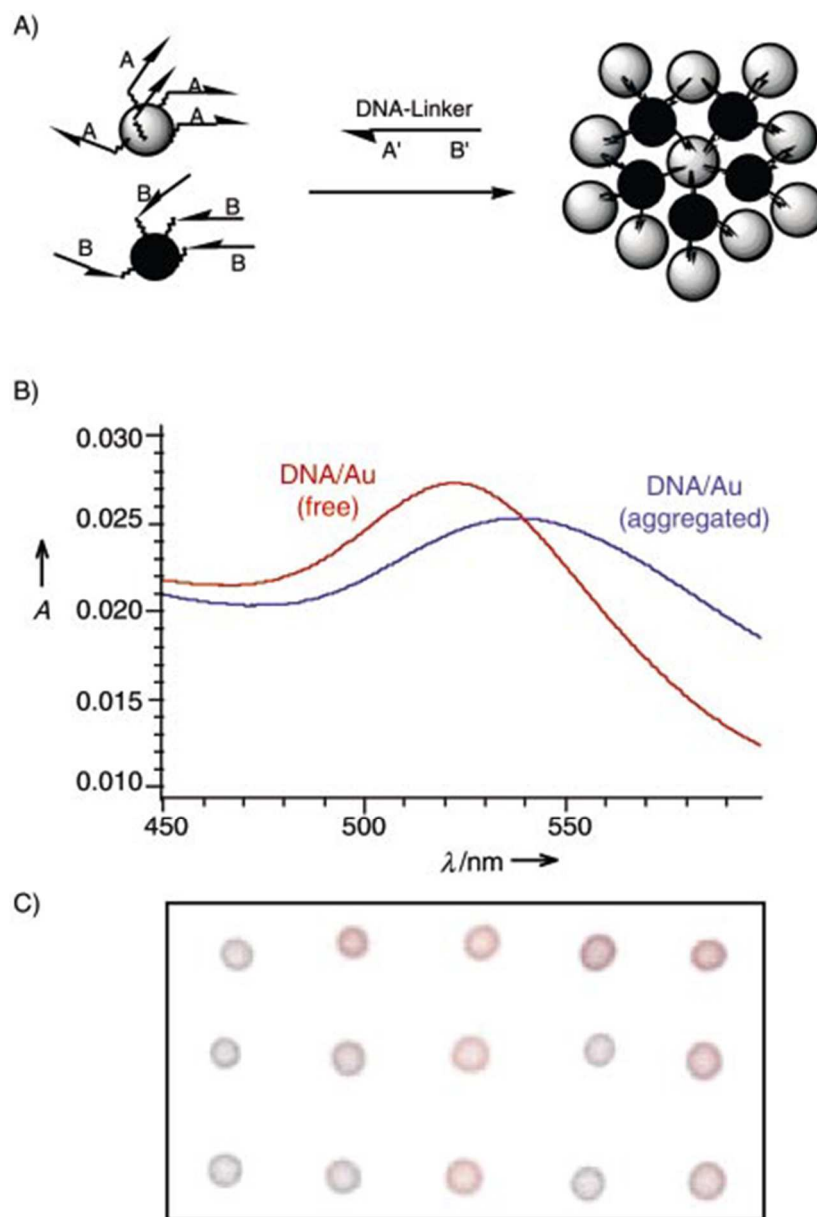 A)
A
A
A
A
DNA-Linker
A' B'
B
B
B
B
B)
0.030
0.025
0.020
0.015
0.010
A
DNA/Au
(free)
DNA/Au
(aggregated)
450 500 550
λ/nm
C)